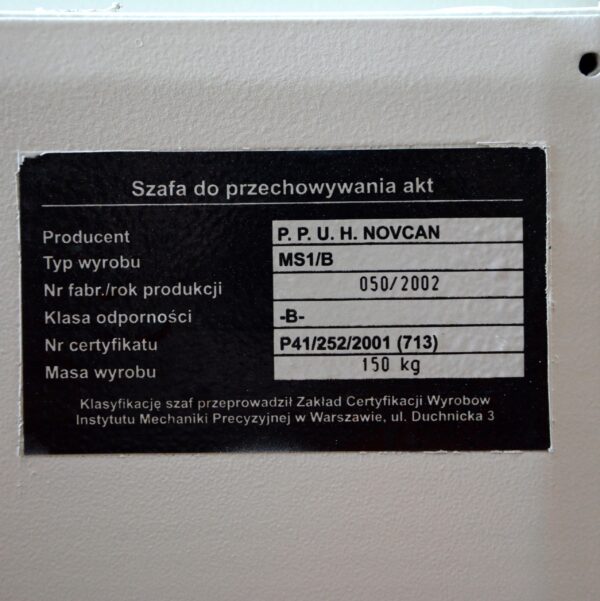 Szafa do przechowywania akt
Producent P. P. U. H. NOVCAN
Typ wyrobu MS1/B
Nr fabr./rok produkcji 050/2002
Klasa odporności -B-
Nr certyfikatu P41/252/2001 (713)
Masa wyrobu 150 kg
Klasyfikację szaf przeprowadził Zakład Certyfikacji Wyrobow
Instytutu Mechaniki Precyzyjnej w Warszawie, ul. Duchnicka 3